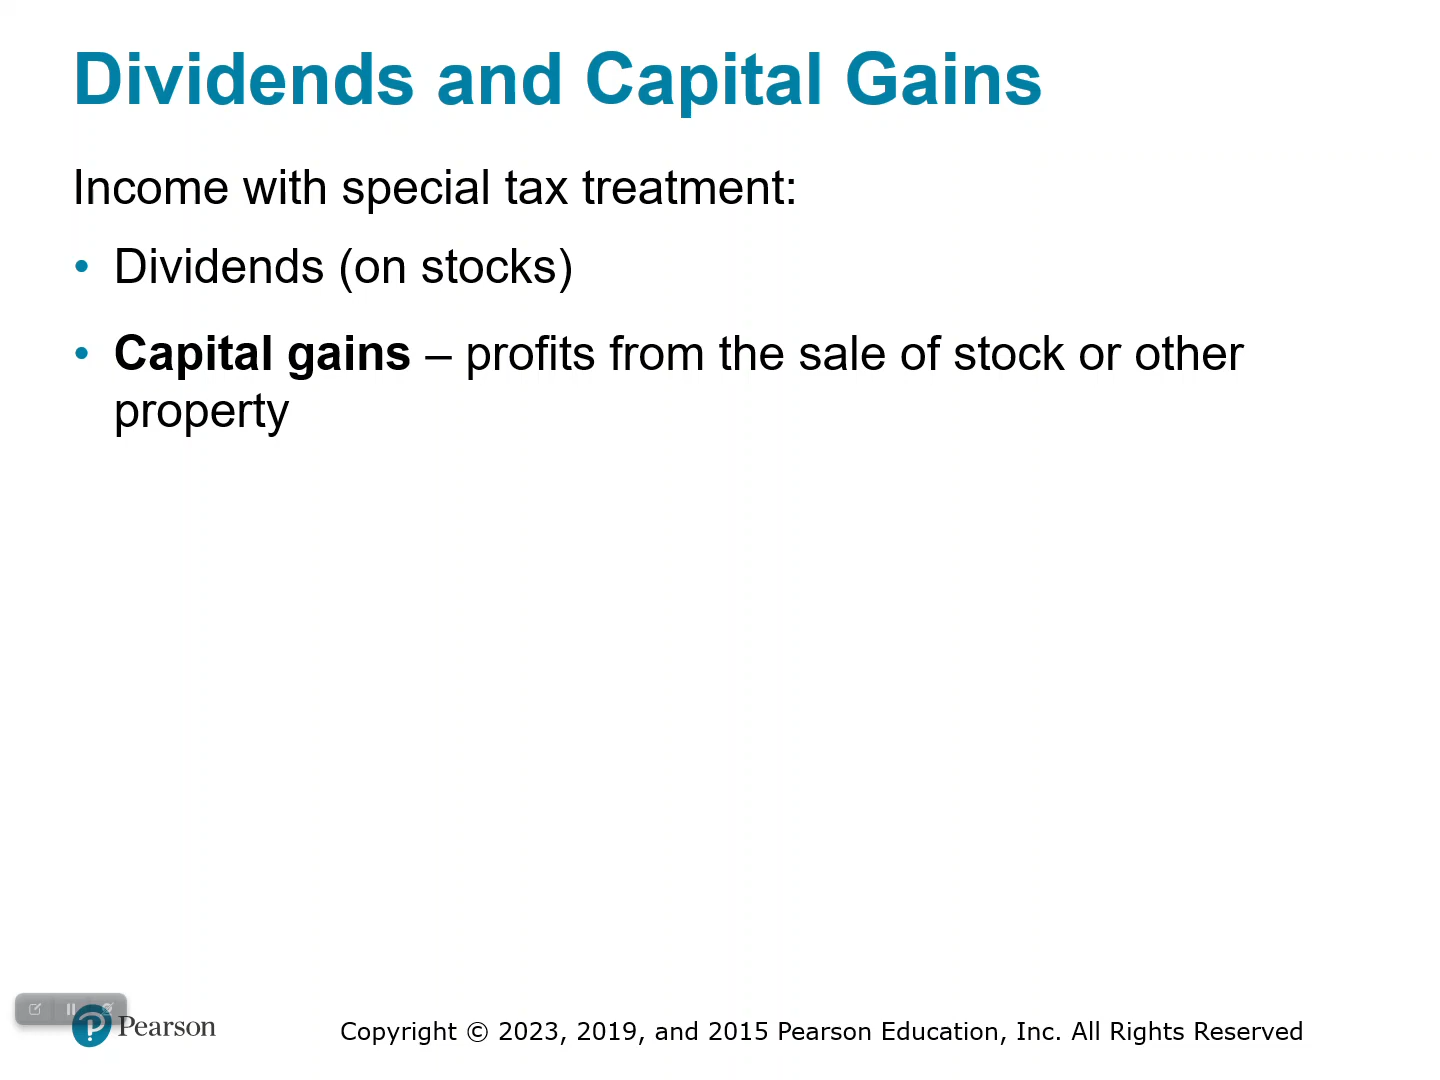 Dividends and Capital Gains
Income with special tax treatment:
• Dividends (on stocks)
• Capital gains – profits from the sale of stock or other
property
Pearson
Copyright © 2023, 2019, and 2015 Pearson Education, Inc. All Rights Reserved